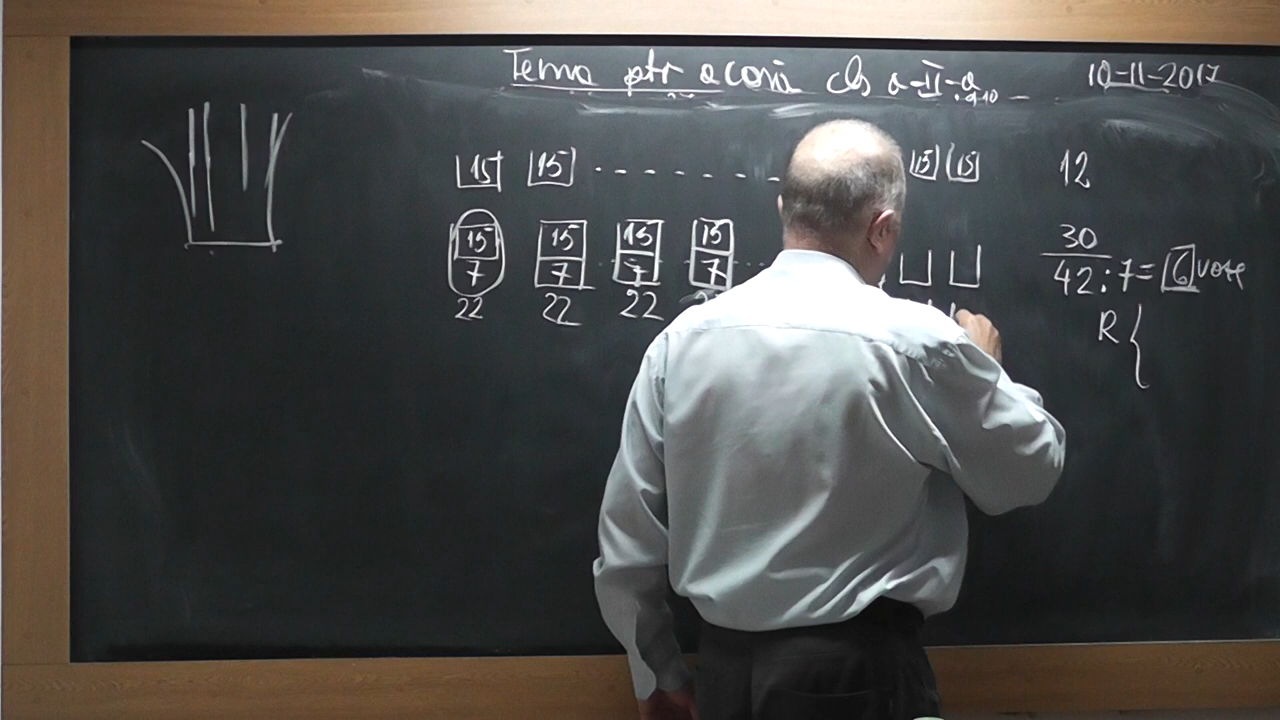 Tema ptr acasă cls a-II-a 10-11-2017
15 15 - - - - - - - 15 15 12
15 15 15 15 30
7 7 7 7 42:7=6 vote
22 22 22
R {